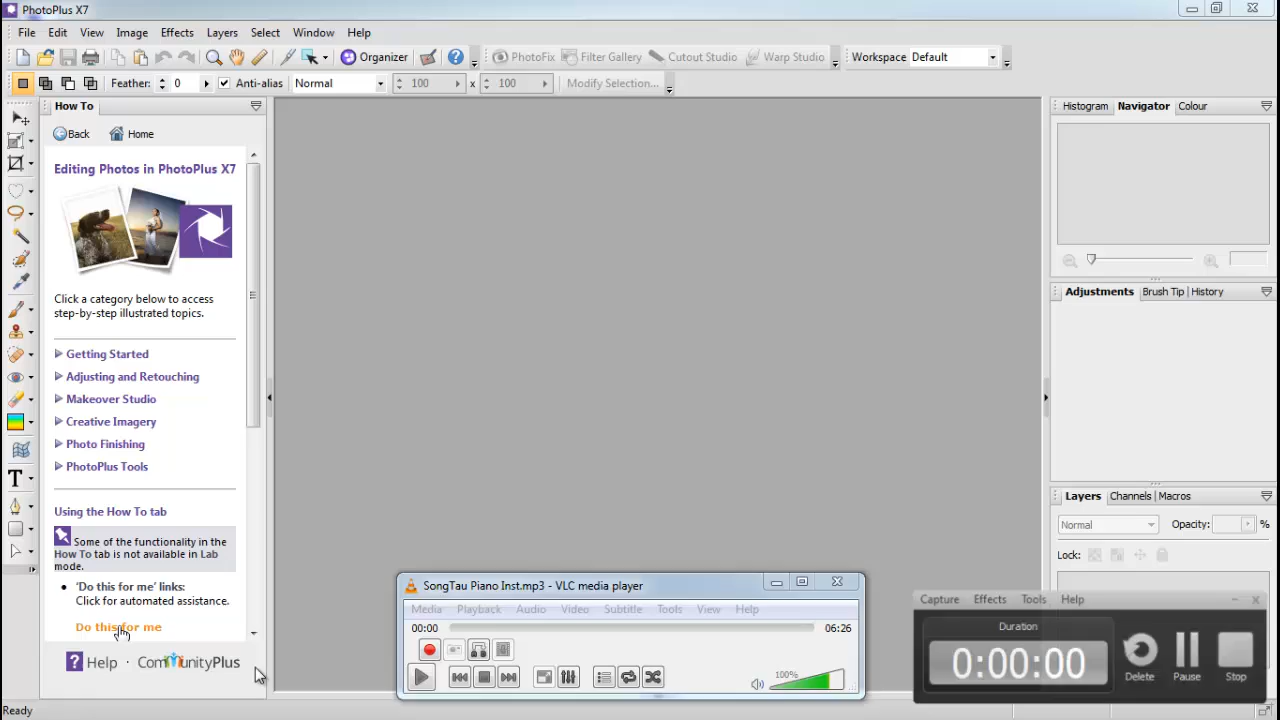 PhotoPlus X7
File Edit View Image Effects Layers Select Window Help
Organizer PhotoFix Filter Gallery Cutout Studio Warp Studio Workspace Default
Feather: 0 Anti-alias Normal 100 x 100 Modify Selection...
How To
Back Home
Editing Photos in PhotoPlus X7
Click a category below to access
step-by-step illustrated topics.
Getting Started
Adjusting and Retouching
Makeover Studio
Creative Imagery
Photo Finishing
PhotoPlus Tools
Using the How To tab
Some of the functionality in the
How To tab is not available in Lab
mode.
'Do this for me' links:
Click for automated assistance.
Do this for me
? Help · CommunityPlus
Ready
Histogram Navigator Colour
Adjustments Brush Tip | History
Layers Channels | Macros
Normal Opacity: %
Lock:
SongTau Piano Inst.mp3 - VLC media player
Media Playback Audio Video Subtitle Tools View Help
00:00 06:26
100%
Capture Effects Tools Help
Duration
0:00:00
Delete Pause Stop